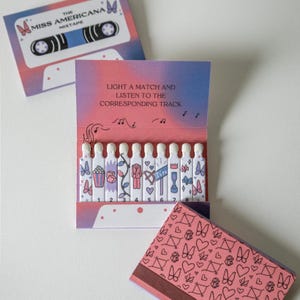 THE
MISS AMERICANA
MIXTAPE
LIGHT A MATCH AND
LISTEN TO THE
CORRESPONDING TRACK